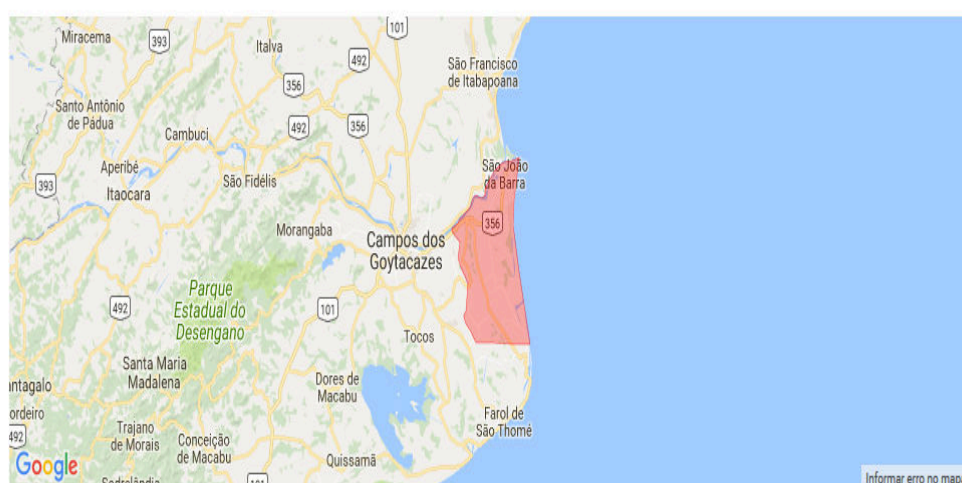 101
Miracema
393
Italva
492
São Francisco
de Itabapoana
356
Santo Antônio
de Pádua
Cambuci
492
356
Aperibé
São João
da Barra
393
Itaocara
São Fidélis
356
Morangaba
Campos dos
Goytacazes
Parque
Estadual do
Desengano
492
101
Tocos
Santa Maria
Madalena
ntagalo
Dores de
Macabu
ordeiro
Farol de
São Thomé
492
Trajano
de Morais
Conceição
de Macabu
Quissamã
Google
101
Informar erro no mapa